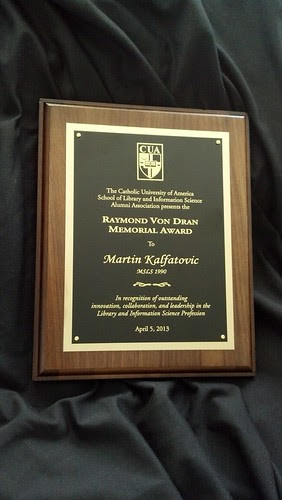 CUA
The Catholic University of America
School of Library and Information Science
Alumni Association presents the
RAYMOND VON DRAN
MEMORIAL AWARD
To
Martin Kalfatovic
MSLS 1990
In recognition of outstanding
innovation, collaboration, and leadership in the
Library and Information Science Profession
April 5, 2013